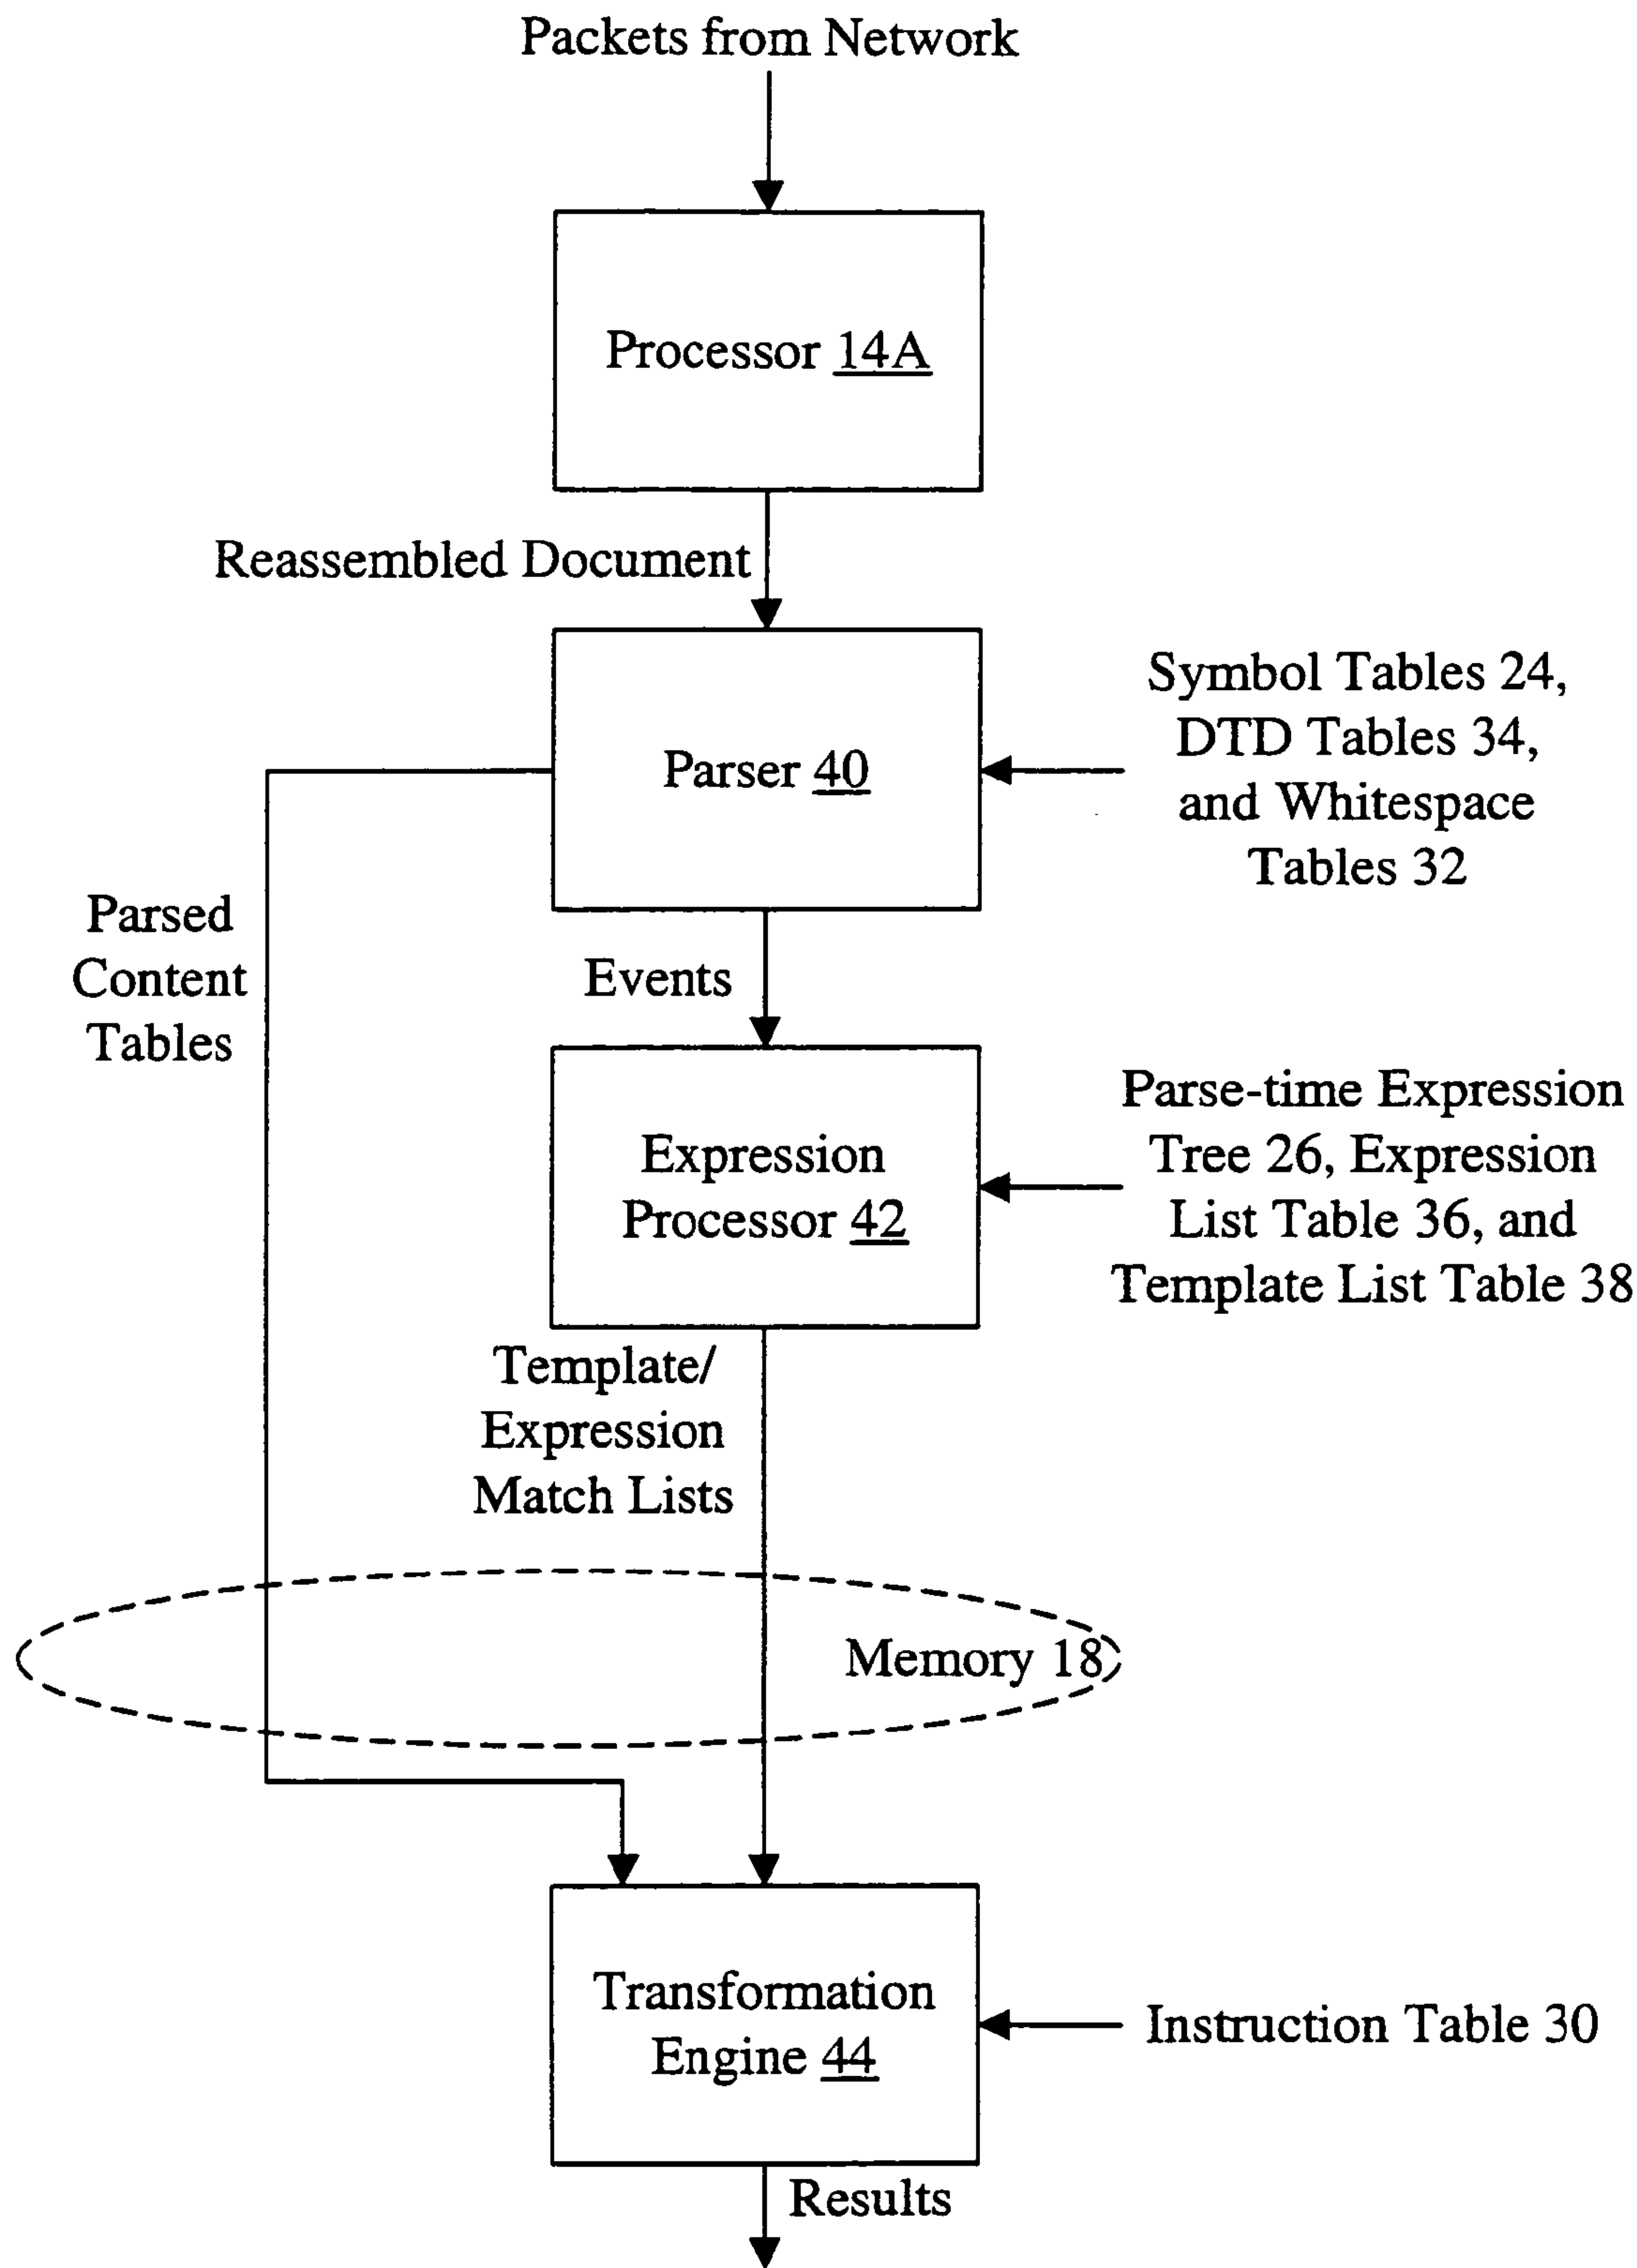 Packets from Network
Processor 14A
Reassembled Document
Parser 40
Symbol Tables 24,
DTD Tables 34,
and Whitespace
Tables 32
Parsed
Content
Tables
Events
Expression
Processor 42
Parse-time Expression
Tree 26, Expression
List Table 36, and
Template List Table 38
Template/
Expression
Match Lists
Memory 18
Transformation
Engine 44
Instruction Table 30
Results